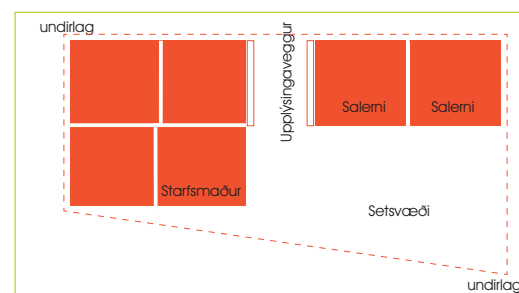 undirlag
Upplýsingaveggur
Salerni
Salerni
Starfsmaður
Setsvæði
undirlag